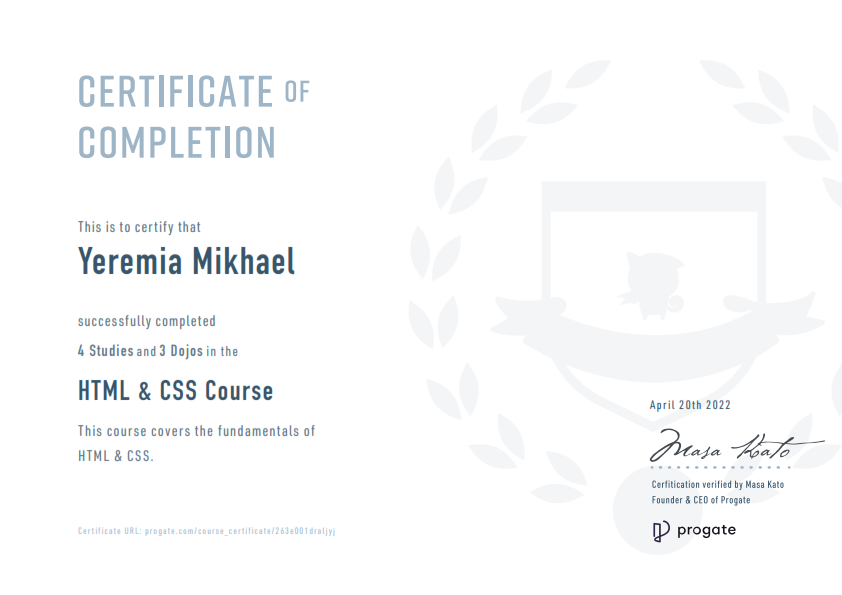 CERTIFICATE OF
COMPLETION
This is to certify that
Yeremia Mikhael
successfully completed
4 Studies and 3 Dojos in the
HTML & CSS Course
This course covers the fundamentals of
HTML & CSS.
April 20th 2022
Masa Kato
Cerfitication verified by Masa Kato
Founder & CEO of Progate
progate
Certificate URL: progate.com/course_certificate/263e001draljyj